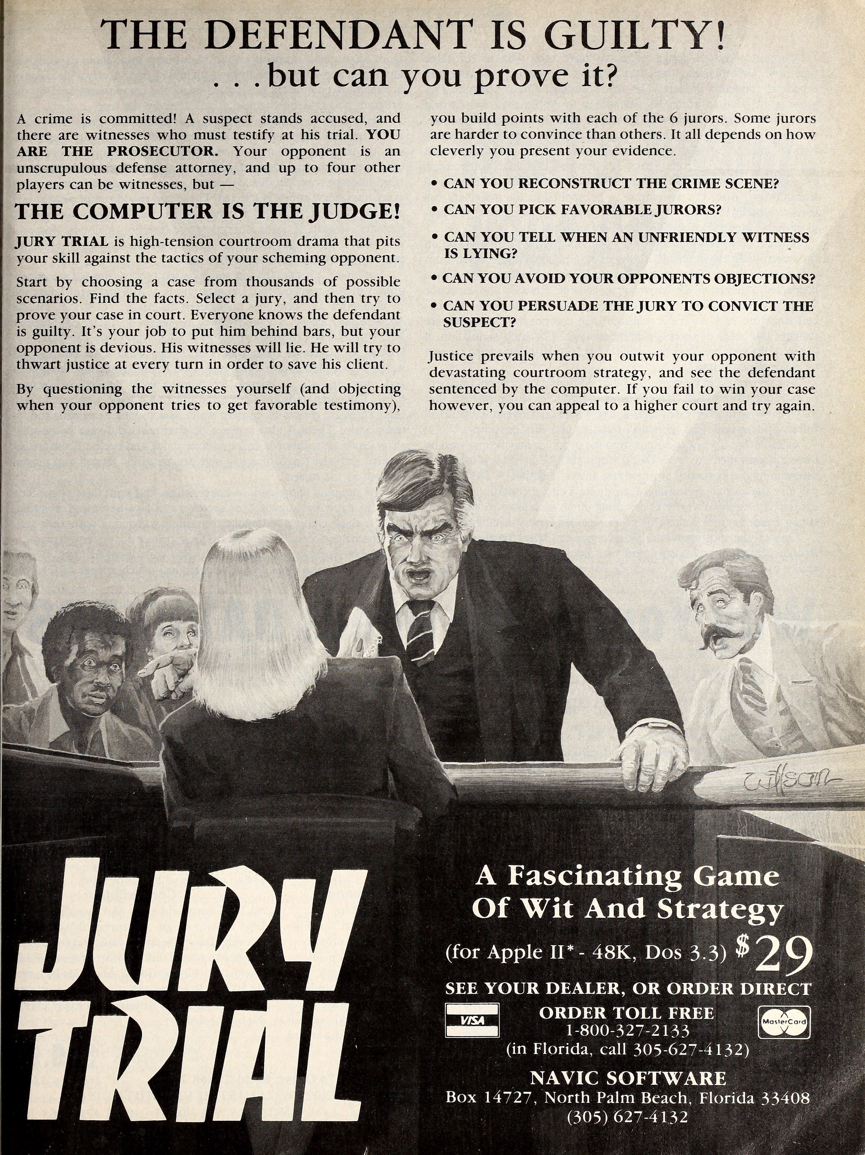 THE DEFENDANT IS GUILTY!
. . . but can you prove it?
A crime is committed! A suspect stands accused, and
there are witnesses who must testify at his trial. YOU
ARE THE PROSECUTOR. Your opponent is an
unscrupulous defense attorney, and up to four other
players can be witnesses, but —
THE COMPUTER IS THE JUDGE!
JURY TRIAL is high-tension courtroom drama that pits
your skill against the tactics of your scheming opponent.
Start by choosing a case from thousands of possible
scenarios. Find the facts. Select a jury, and then try to
prove your case in court. Everyone knows the defendant
is guilty. It's your job to put him behind bars, but your
opponent is devious. His witnesses will lie. He will try to
thwart justice at every turn in order to save his client.
By questioning the witnesses yourself (and objecting
when your opponent tries to get favorable testimony),
you build points with each of the 6 jurors. Some jurors
are harder to convince than others. It all depends on how
cleverly you present your evidence.
• CAN YOU RECONSTRUCT THE CRIME SCENE?
• CAN YOU PICK FAVORABLE JURORS?
• CAN YOU TELL WHEN AN UNFRIENDLY WITNESS
IS LYING?
• CAN YOU AVOID YOUR OPPONENTS OBJECTIONS?
• CAN YOU PERSUADE THE JURY TO CONVICT THE
SUSPECT?
Justice prevails when you outwit your opponent with
devastating courtroom strategy, and see the defendant
sentenced by the computer. If you fail to win your case
however, you can appeal to a higher court and try again.
willson
JURY
TRIAL
A Fascinating Game
Of Wit And Strategy
(for Apple II* - 48K, Dos 3.3) $29
SEE YOUR DEALER, OR ORDER DIRECT
VISA
ORDER TOLL FREE
MasterCard
1-800-327-2133
(in Florida, call 305-627-4132)
NAVIC SOFTWARE
Box 14727, North Palm Beach, Florida 33408
(305) 627-4132